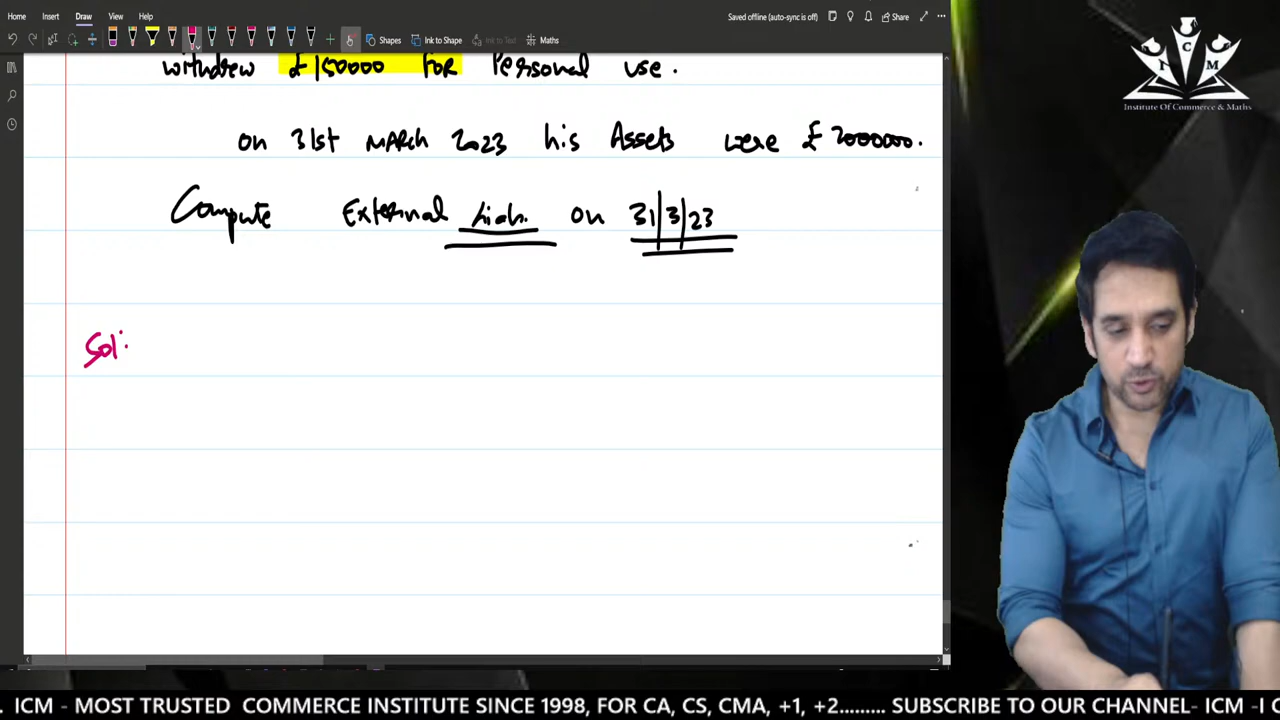 Home Insert Draw View Saved offline (auto-sync is off) Share
Shapes Ink to Shape Ink to Text Maths
withdrew ₤150000 for Personal use.
on 31st MARCH 2023 his Assets were ₤2000000.
Compute External Liab. on 31|3|23
Sol:
I C M
Institute Of Commerce & Maths
. ICM - MOST TRUSTED COMMERCE INSTITUTE SINCE 1998, FOR CA, CS, CMA, +1, +2......... SUBSCRIBE TO OUR CHANNEL- ICM -I C